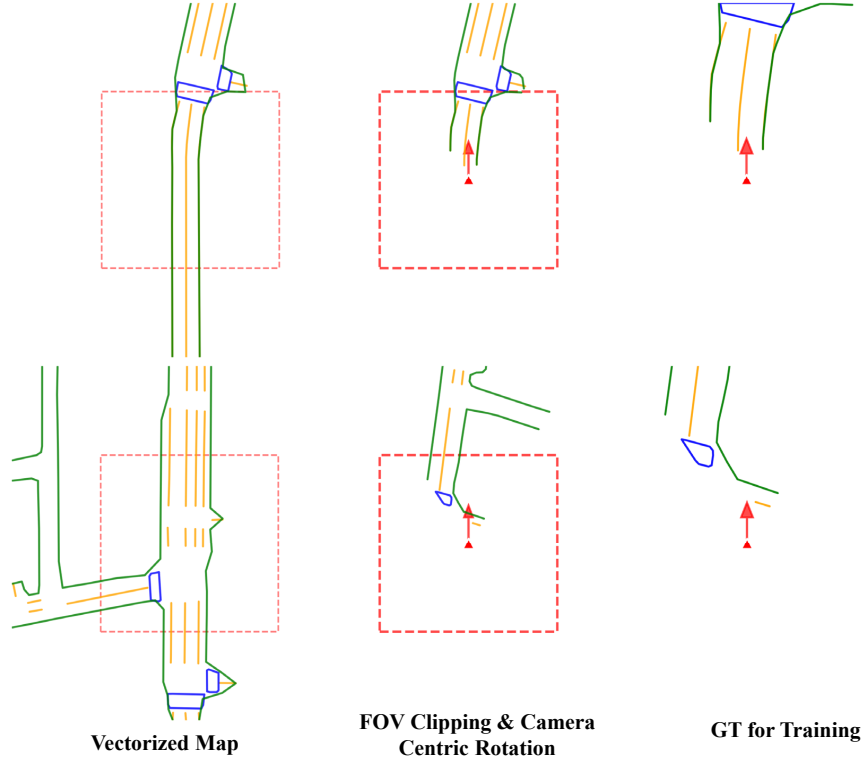 Vectorized Map
FOV Clipping & Camera
Centric Rotation
GT for Training